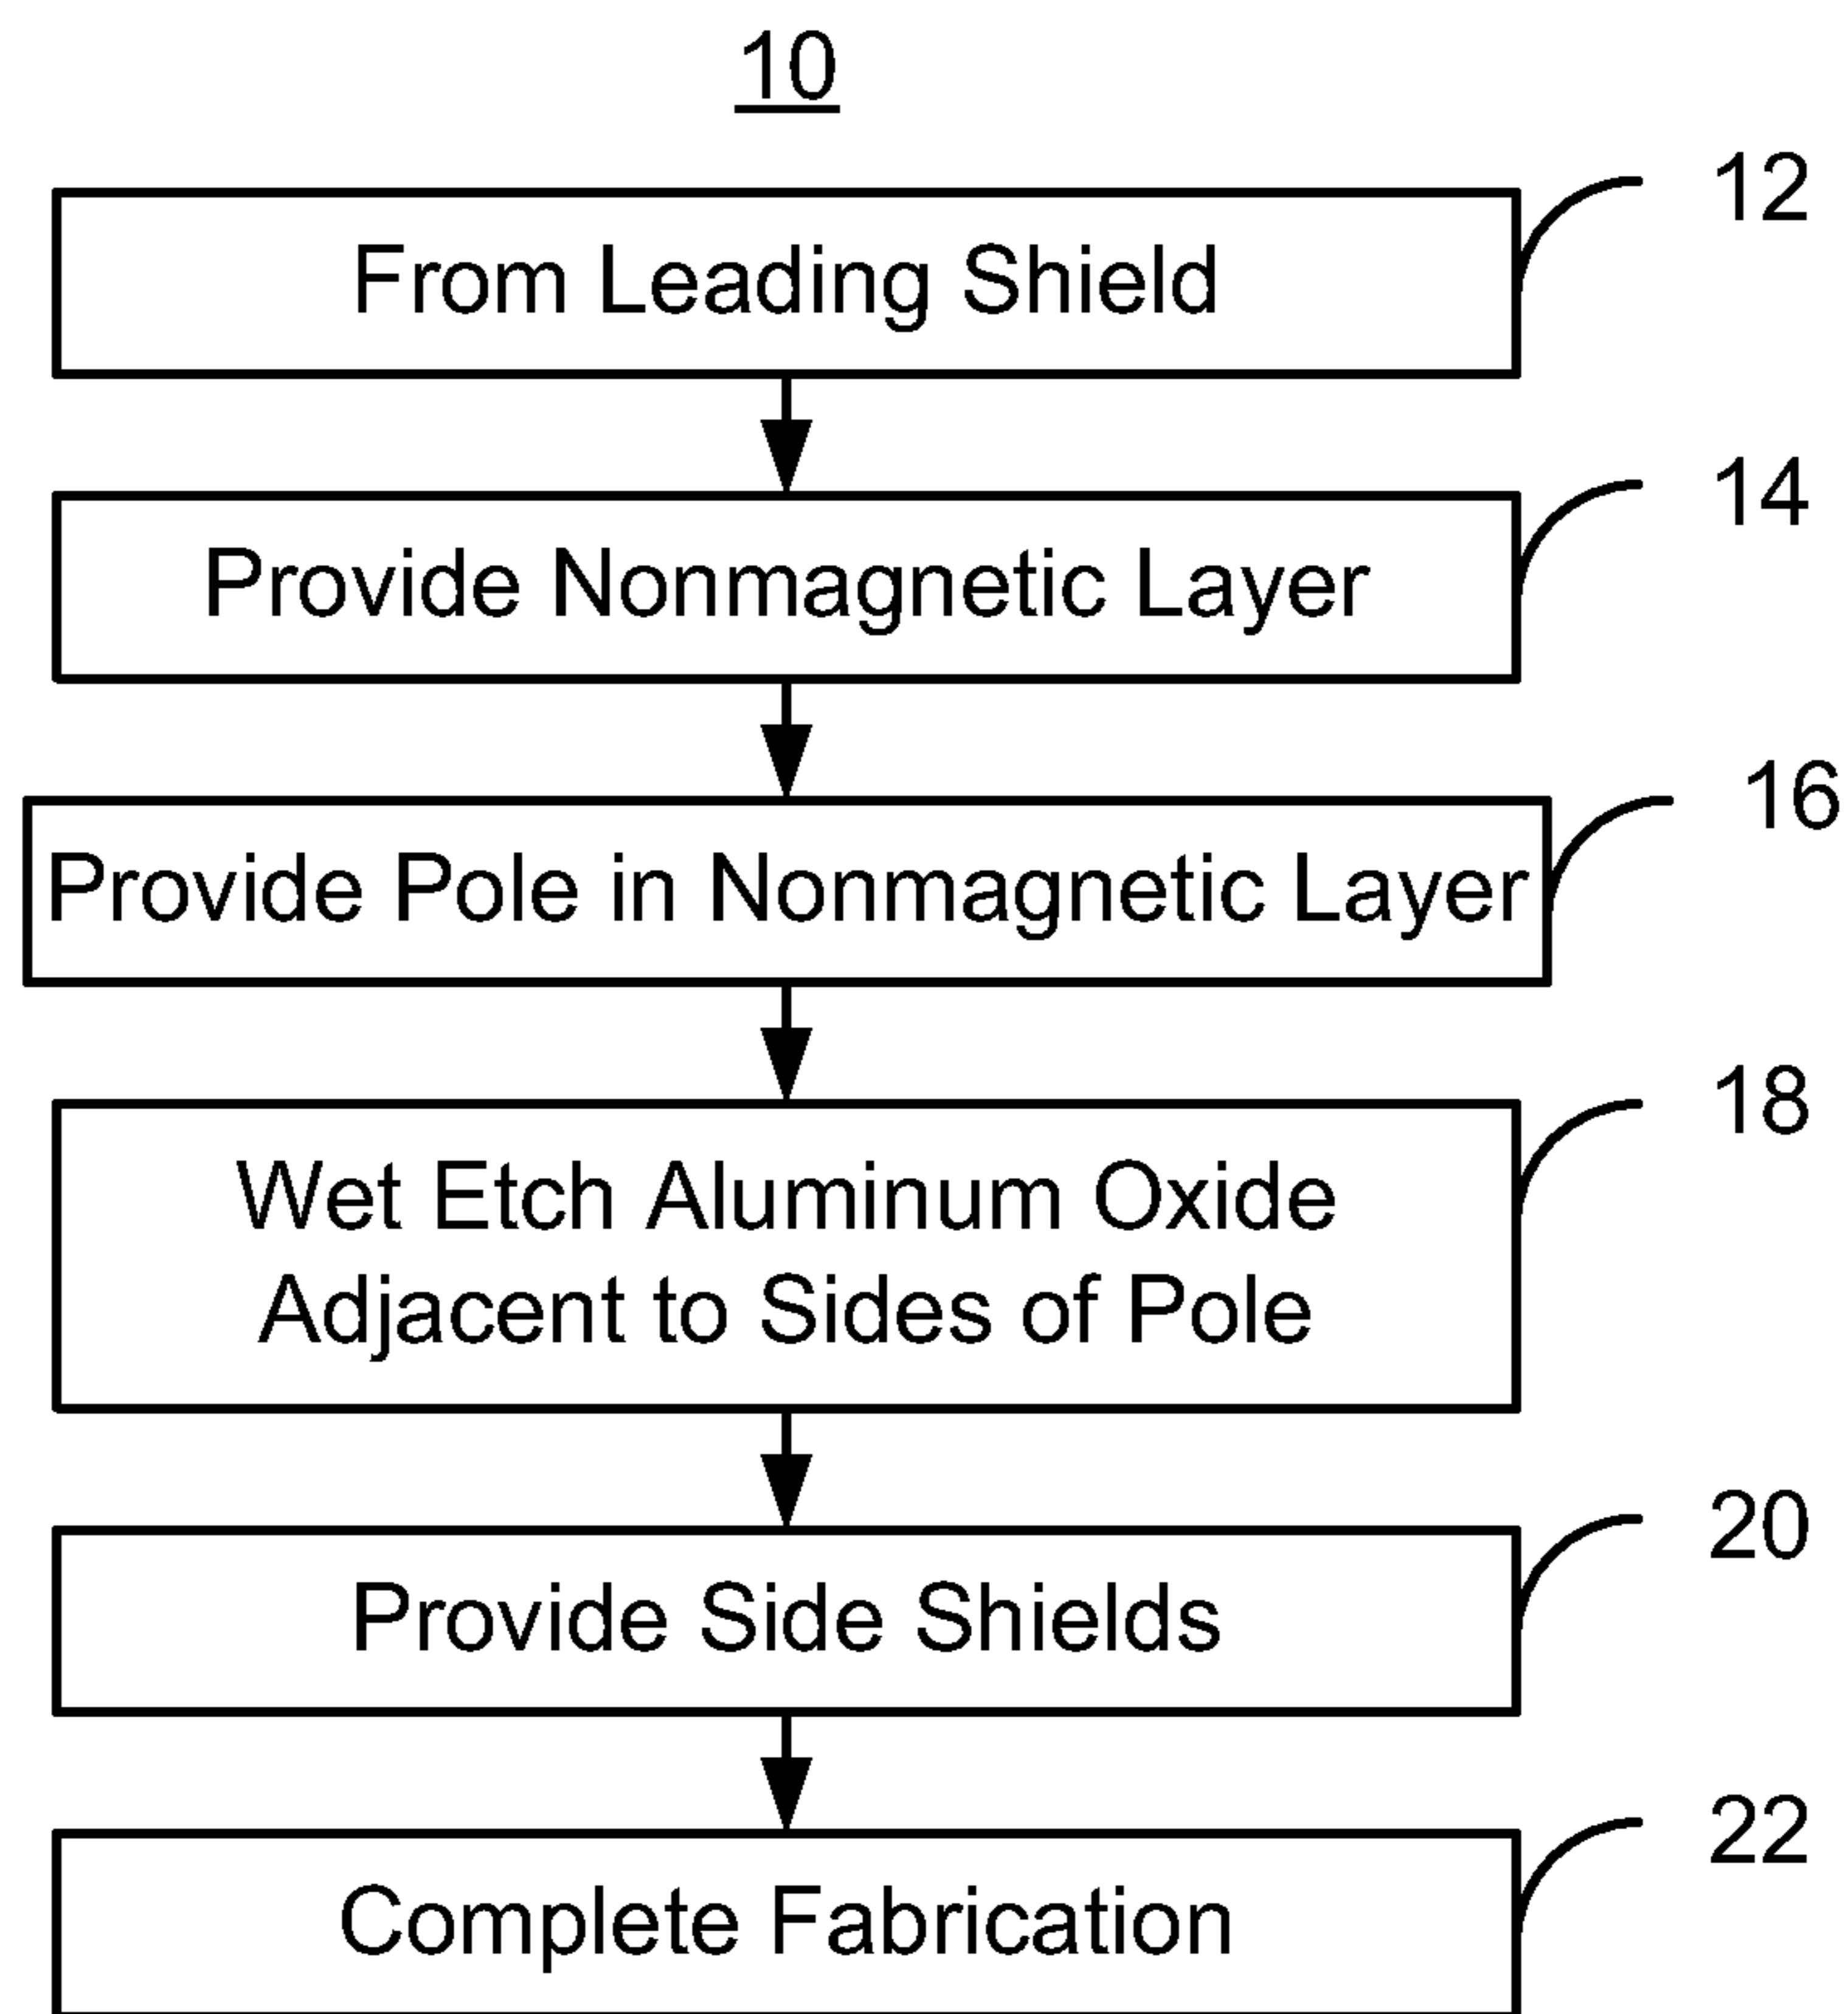 10
12
From Leading Shield
14
Provide Nonmagnetic Layer
16
Provide Pole in Nonmagnetic Layer
18
Wet Etch Aluminum Oxide
Adjacent to Sides of Pole
20
Provide Side Shields
22
Complete Fabrication